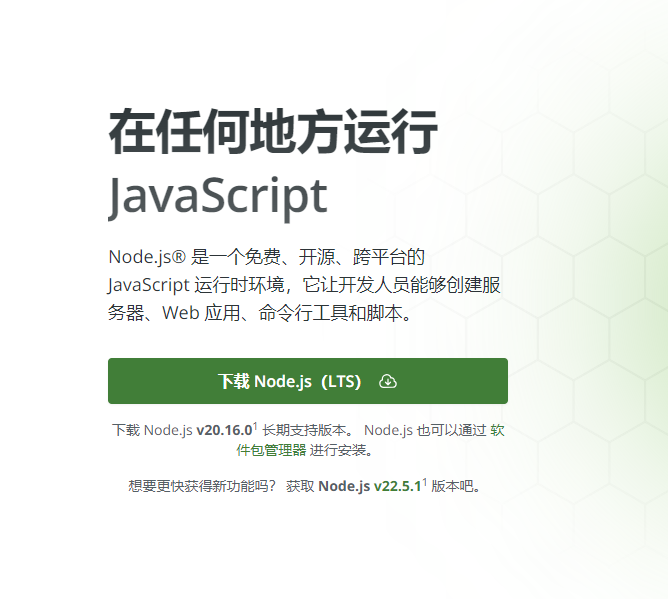 在任何地方运行
JavaScript
Node.js® 是一个免费、开源、跨平台的
JavaScript 运行时环境，它让开发人员能够创建服
务器、Web 应用、命令行工具和脚本。
下载 Node.js（LTS）
下载 Node.js v20.16.0¹ 长期支持版本。 Node.js 也可以通过 软
件包管理器 进行安装。
想要更快获得新功能吗？ 获取 Node.js v22.5.1¹ 版本吧。